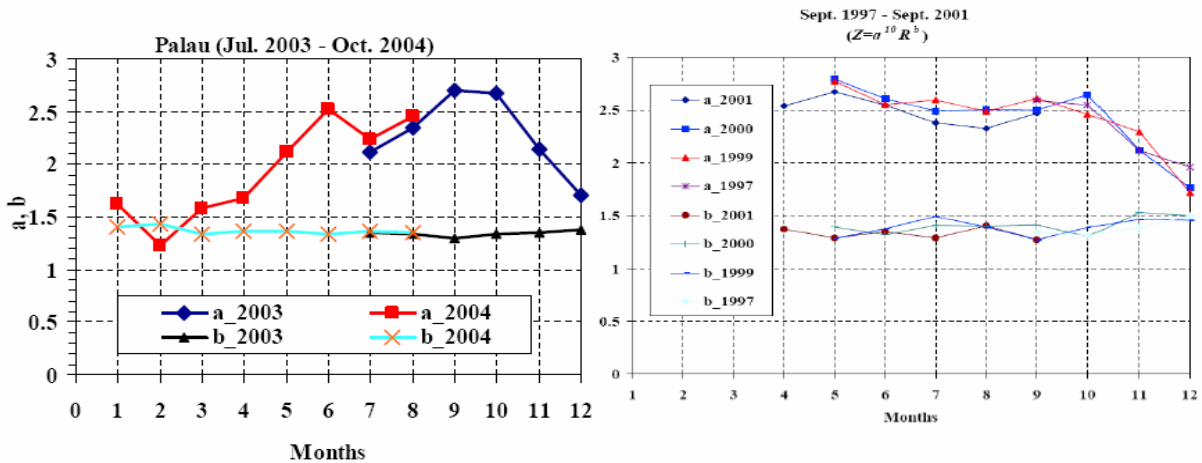 Palau (Jul. 2003 - Oct. 2004)
3
2.5
2
1.5
1
0.5
0
a, b
a_2003 a_2004
b_2003 b_2004
0 1 2 3 4 5 6 7 8 9 10 11 12
Months
Sept. 1997 - Sept. 2001
(Z=a^10 R^b)
3
2.5
2
1.5
1
0.5
0
a_2001
a_2000
a_1999
a_1997
b_2001
b_2000
b_1999
b_1997
1 2 3 4 5 6 7 8 9 10 11 12
Months